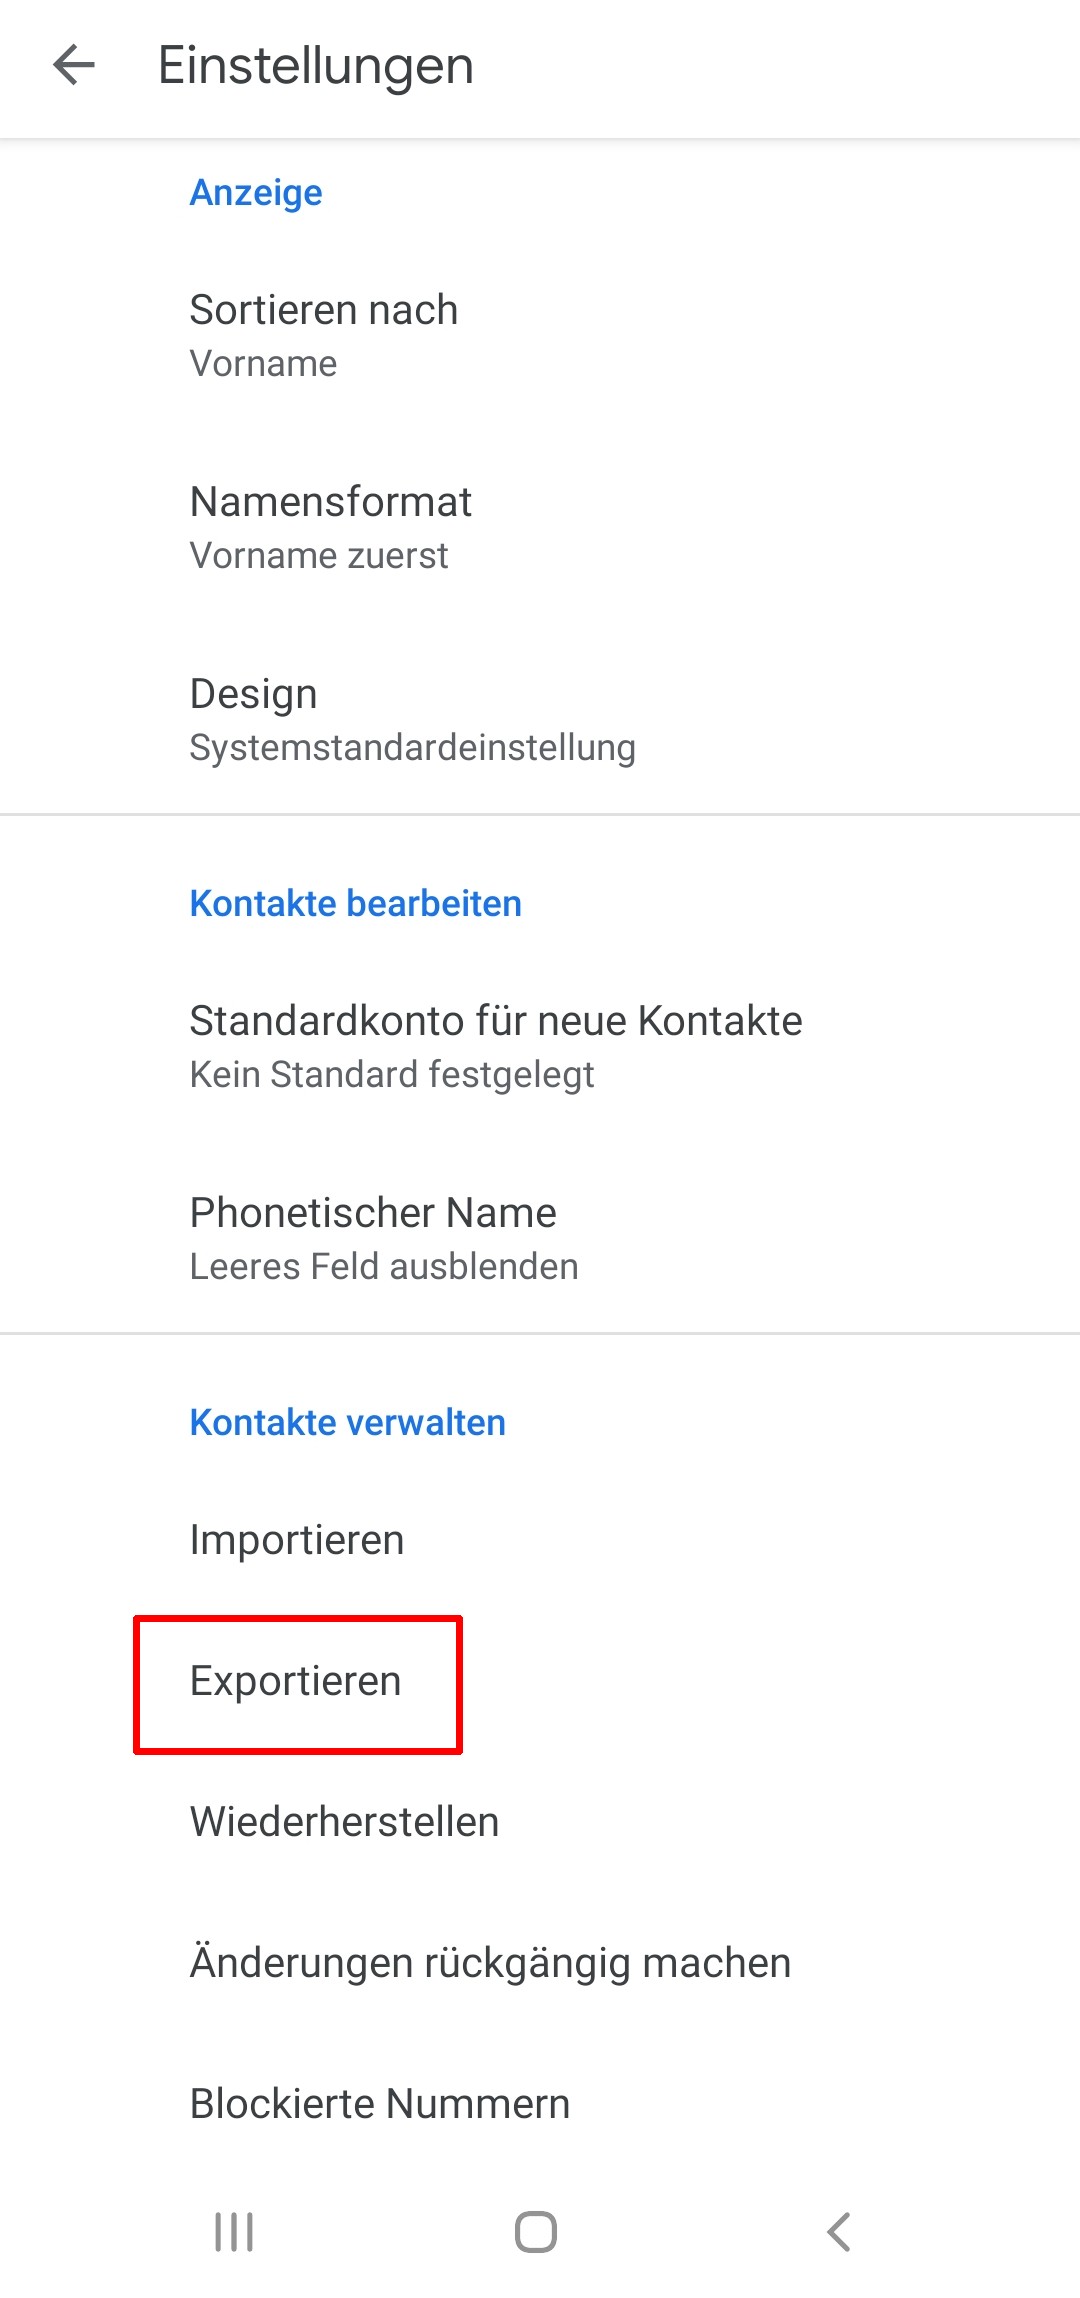 Einstellungen
Anzeige
Sortieren nach
Vorname
Namensformat
Vorname zuerst
Design
Systemstandardeinstellung
Kontakte bearbeiten
Standardkonto für neue Kontakte
Kein Standard festgelegt
Phonetischer Name
Leeres Feld ausblenden
Kontakte verwalten
Importieren
Exportieren
Wiederherstellen
Änderungen rückgängig machen
Blockierte Nummern